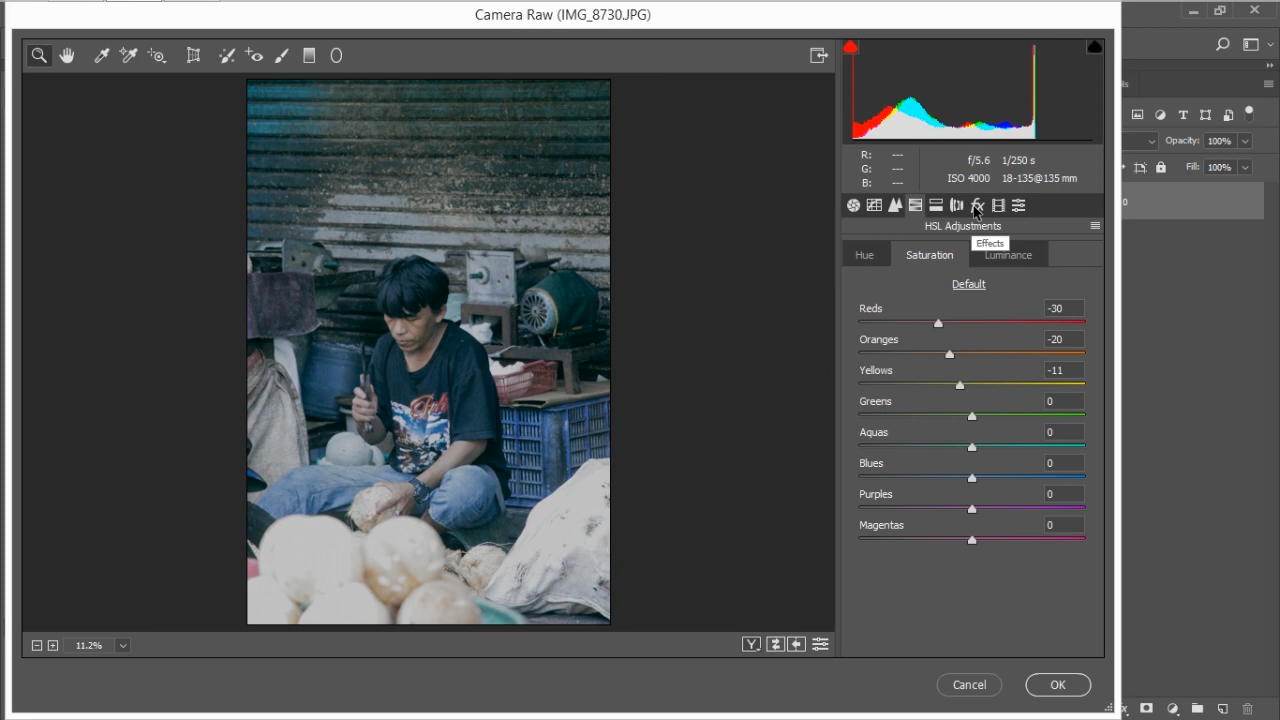 Camera Raw (IMG_8730.JPG)
R: ---
G: ---
B: ---
f/5.6 1/250 s
ISO 4000 18-135@135 mm
HSL Adjustments
Effects
Hue Saturation Luminance
Default
Reds -30
Oranges -20
Yellows -11
Greens 0
Aquas 0
Blues 0
Purples 0
Magentas 0
11.2%
Y
Cancel OK
Opacity: 100%
Fill: 100%
0